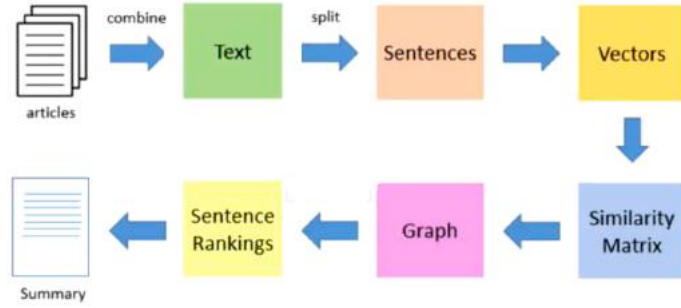 combine
split
Text
Sentences
Vectors
articles
Similarity
Matrix
Graph
Sentence
Rankings
Summary